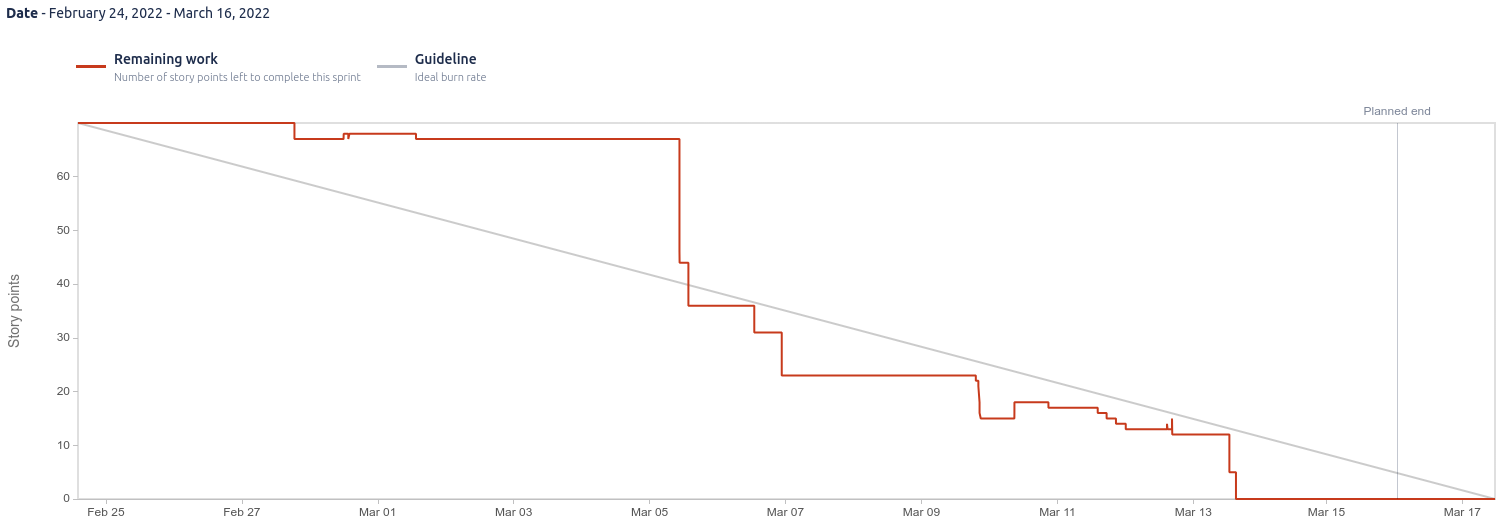 Date - February 24, 2022 - March 16, 2022
Remaining work
Number of story points left to complete this sprint
Guideline
Ideal burn rate
Planned end
Story points
60
50
40
30
20
10
0
Feb 25 Feb 27 Mar 01 Mar 03 Mar 05 Mar 07 Mar 09 Mar 11 Mar 13 Mar 15 Mar 17